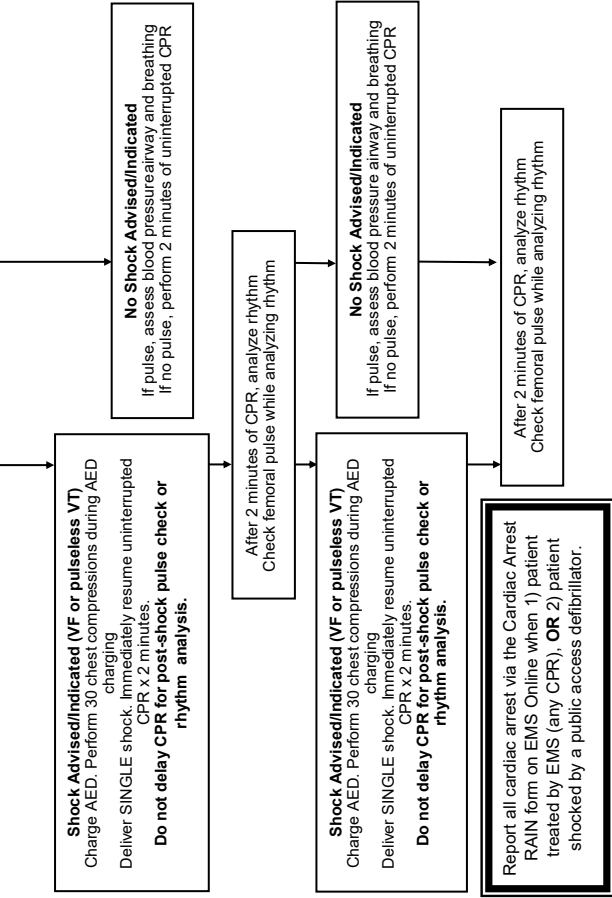 Shock Advised/Indicated (VF or pulseless VT)
Charge AED. Perform 30 chest compressions during AED
charging
Deliver SINGLE shock. Immediately resume uninterrupted
CPR x 2 minutes.
Do not delay CPR for post-shock pulse check or
rhythm analysis.
No Shock Advised/Indicated
If pulse, assess blood pressureairway and breathing
If no pulse, perform 2 minutes of uninterrupted CPR
After 2 minutes of CPR, analyze rhythm
Check femoral pulse while analyzing rhythm
Shock Advised/Indicated (VF or pulseless VT)
Charge AED. Perform 30 chest compressions during AED
charging
Deliver SINGLE shock. Immediately resume uninterrupted
CPR x 2 minutes.
Do not delay CPR for post-shock pulse check or
rhythm analysis.
No Shock Advised/Indicated
If pulse, assess blood pressure airway and breathing
If no pulse, perform 2 minutes of uninterrupted CPR
After 2 minutes of CPR, analyze rhythm
Check femoral pulse while analyzing rhythm
Report all cardiac arrest via the Cardiac Arrest
RAIN form on EMS Online when 1) patient
treated by EMS (any CPR), OR 2) patient
shocked by a public access defibrillator.